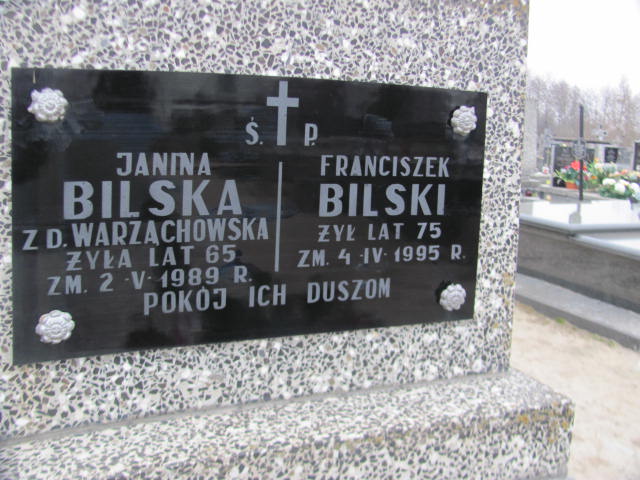 Ś. P.
JANINA
BILSKA
Z D. WARZACHOWSKA
ŻYŁA LAT 65
ZM. 2-V-1989 R.
FRANCISZEK
BILSKI
ŻYŁ LAT 75
ZM. 4-IV-1995 R.
POKÓJ ICH DUSZOM